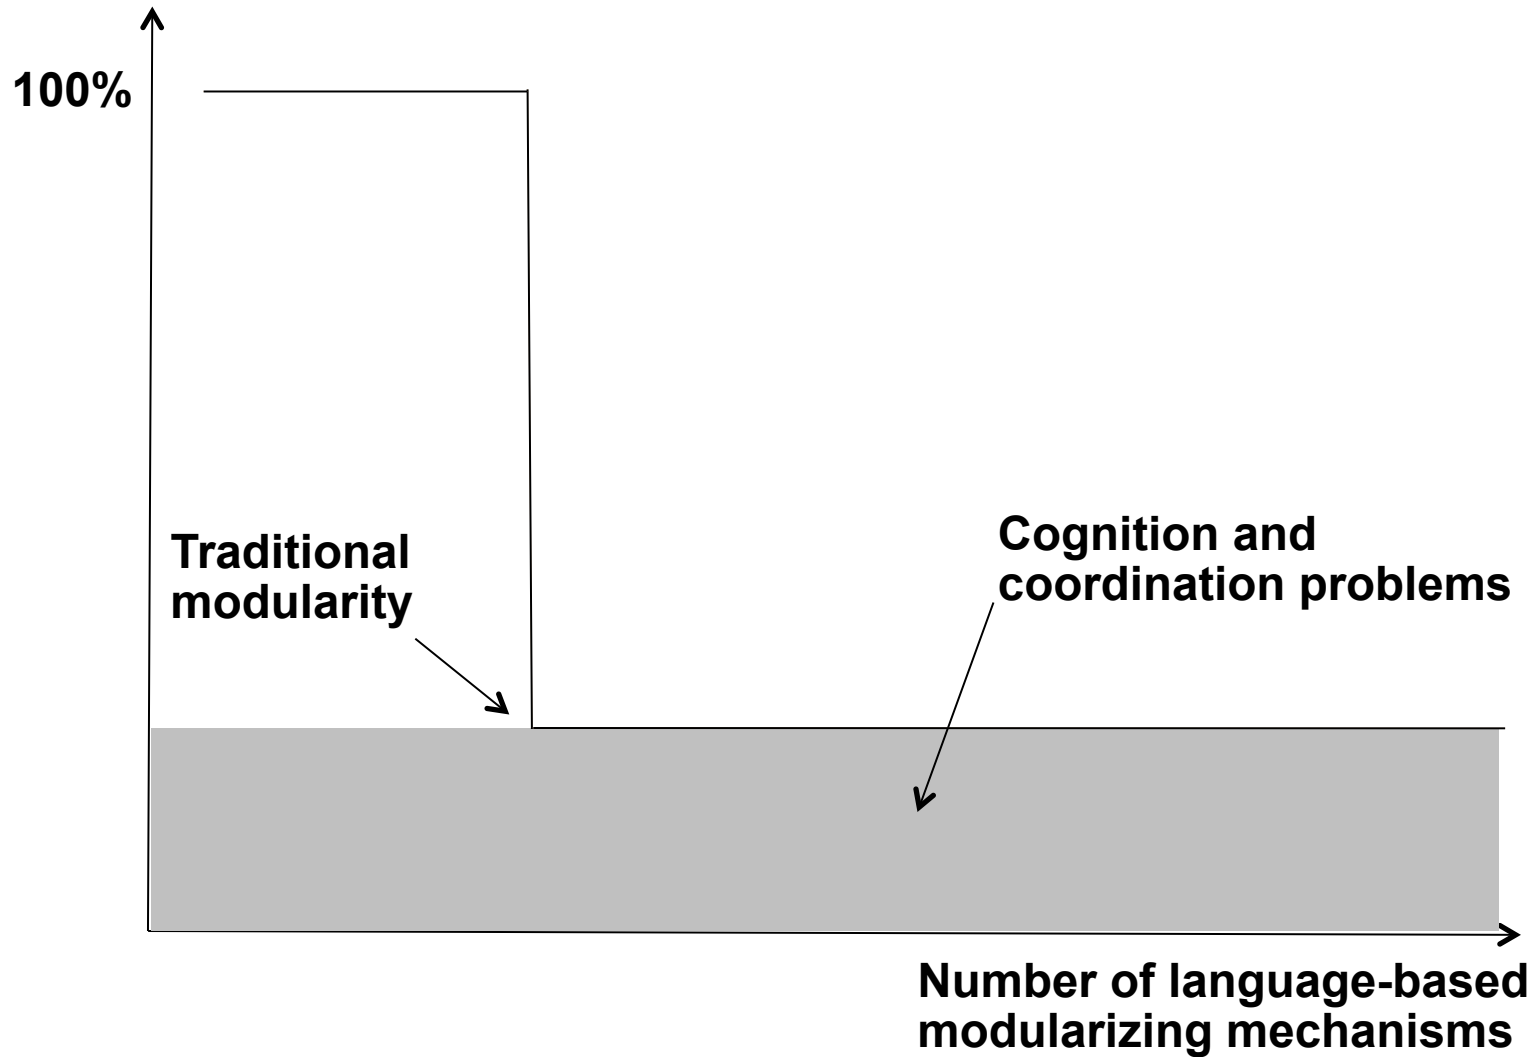 100%
Traditional
modularity
Cognition and
coordination problems
Number of language-based
modularizing mechanisms